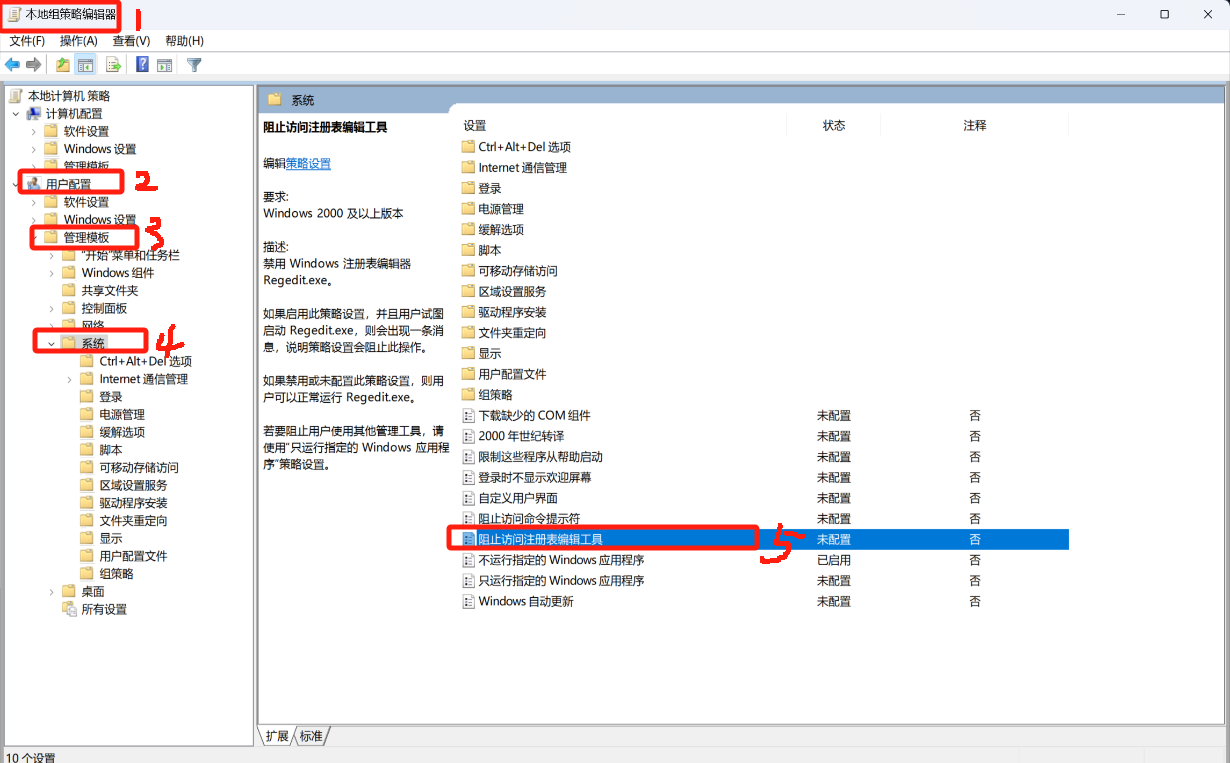 本地组策略编辑器 1
文件(F) 操作(A) 查看(V) 帮助(H)
本地计算机 策略
计算机配置
软件设置
Windows 设置
管理模板
用户配置 2
软件设置
Windows 设置
管理模板 3
"开始"菜单和任务栏
Windows 组件
共享文件夹
控制面板
网络
系统 4
Ctrl+Alt+Del 选项
Internet 通信管理
登录
电源管理
缓解选项
脚本
可移动存储访问
区域设置服务
驱动程序安装
文件夹重定向
显示
用户配置文件
组策略
桌面
所有设置
系统
阻止访问注册表编辑工具
编辑策略设置
要求:
Windows 2000 及以上版本
描述:
禁用 Windows 注册表编辑器
Regedit.exe。
如果启用此策略设置，并且用户试图
启动 Regedit.exe，则会出现一条消
息，说明策略设置会阻止此操作。
如果禁用或未配置此策略设置，则用
户可以正常运行 Regedit.exe。
若要阻止用户使用其他管理工具，请
使用"只运行指定的 Windows 应用程
序"策略设置。
设置 状态 注释
Ctrl+Alt+Del 选项
Internet 通信管理
登录
电源管理
缓解选项
脚本
可移动存储访问
区域设置服务
驱动程序安装
文件夹重定向
显示
用户配置文件
组策略
下载缺少的 COM 组件 未配置 否
2000 年世纪转译 未配置 否
限制这些程序从帮助启动 未配置 否
登录时不显示欢迎屏幕 未配置 否
自定义用户界面 未配置 否
阻止访问命令提示符 未配置 否
阻止访问注册表编辑工具 5 未配置 否
不运行指定的 Windows 应用程序 已启用 否
只运行指定的 Windows 应用程序 未配置 否
Windows 自动更新 未配置 否
扩展 标准
10 个设置